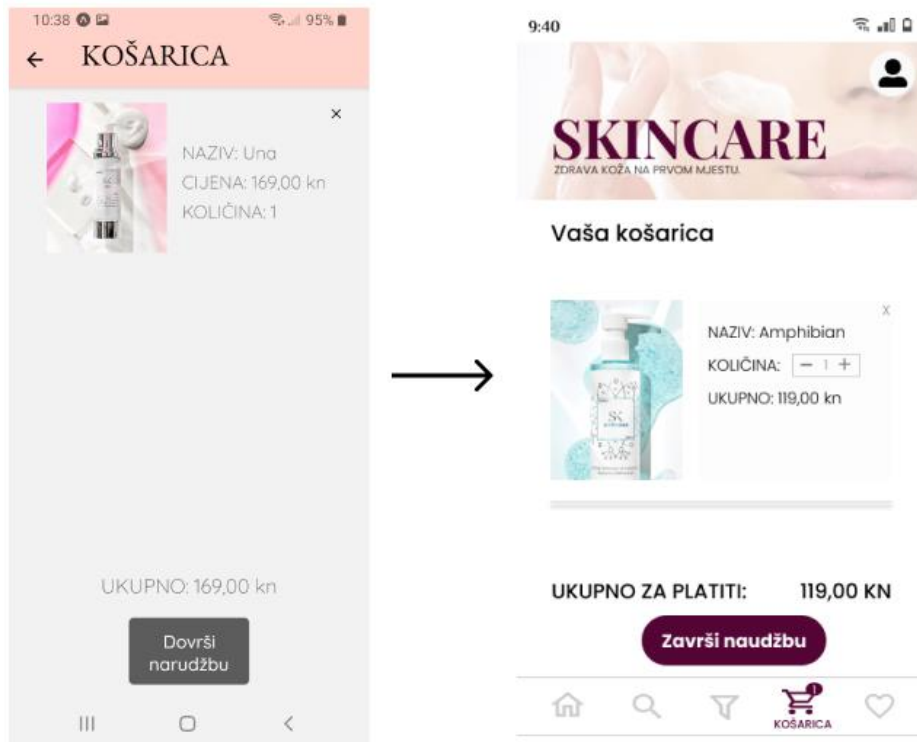 10:38 95%
KOŠARICA
NAZIV: Una
CIJENA: 169,00 kn
KOLIČINA: 1
UKUPNO: 169,00 kn
Dovrši
narudžbu
9:40
SKINCARE
ZDRAVA KOŽA NA PRVOM MJESTU.
Vaša košarica
X
NAZIV: Amphibian
KOLIČINA: − 1 +
UKUPNO: 119,00 kn
SK
UKUPNO ZA PLATITI: 119,00 KN
Završi naudžbu
1
KOŠARICA